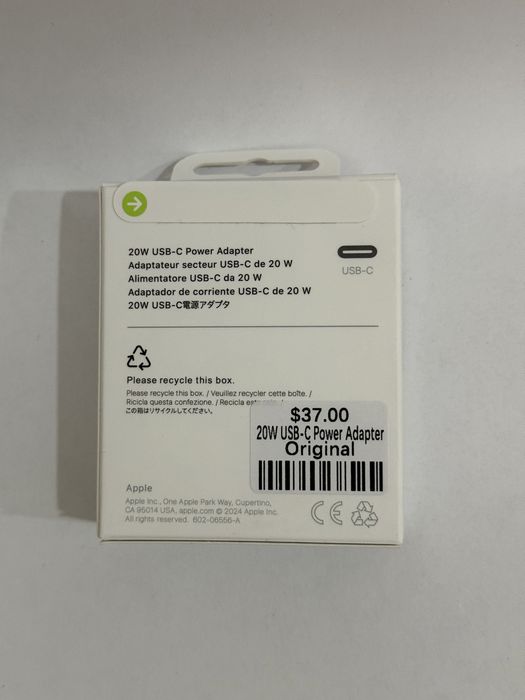 20W USB-C Power Adapter
Adaptateur secteur USB-C de 20 W
Alimentatore USB-C da 20 W
Adaptador de corriente USB-C de 20 W
20W USB-C電源アダプタ
USB-C
Please recycle this box.
Please recycle this box. / Veuillez recycler cette boîte. /
Ricicla questa confezione. / Recicla
この箱はリサイクルしてください。
$37.00
20W USB-C Power Adapter
Original
Apple
Apple Inc., One Apple Park Way, Cupertino,
CA 95014 USA. apple.com © 2024 Apple Inc.
All rights reserved. 602-06556-A
CE